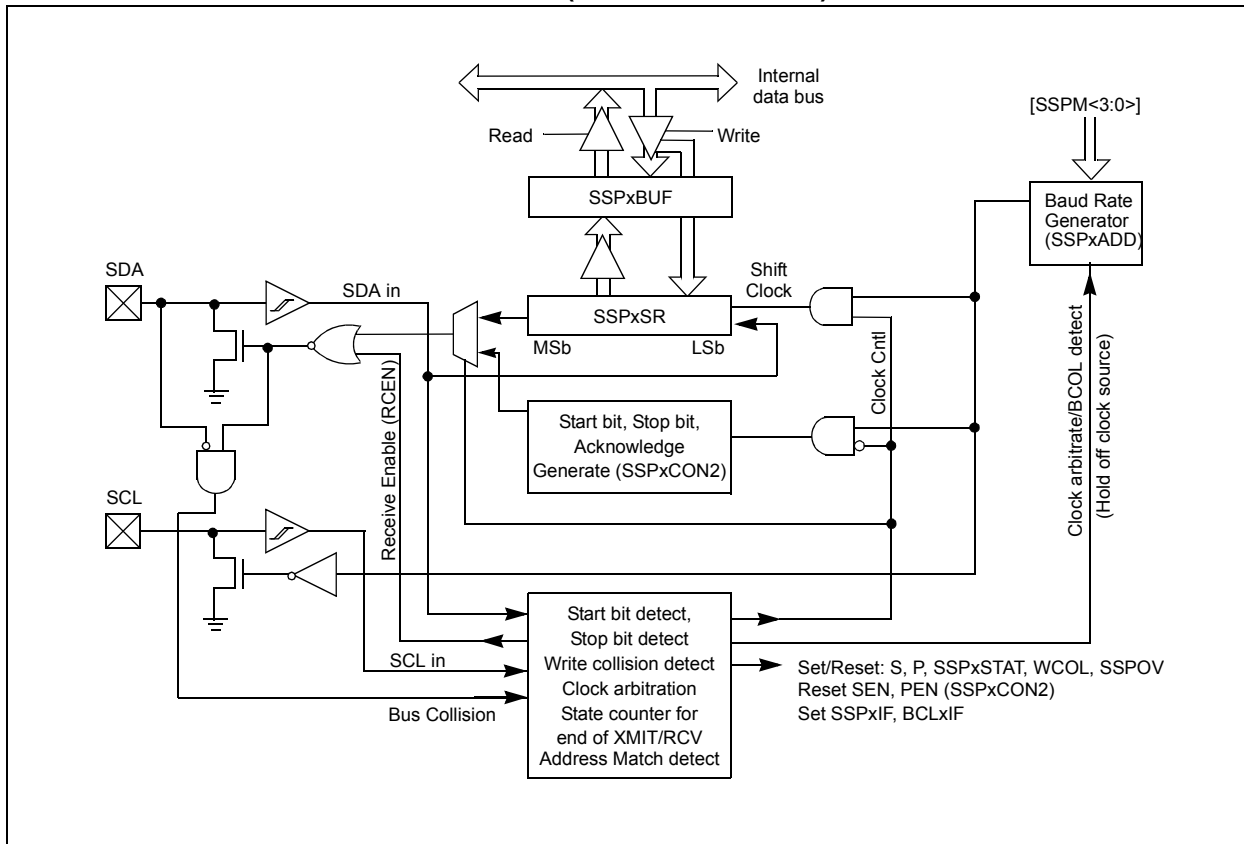 Internal
data bus
[SSPM<3:0>]
Read
Write
SSPxBUF
Baud Rate
Generator
(SSPxADD)
SDA
SDA in
Shift
Clock
SSPxSR
MSb
LSb
Receive Enable (RCEN)
Clock Cntl
Clock arbitrate/BCOL detect
(Hold off clock source)
Start bit, Stop bit,
Acknowledge
Generate (SSPxCON2)
SCL
SCL in
Bus Collision
Start bit detect,
Stop bit detect
Write collision detect
Clock arbitration
State counter for
end of XMIT/RCV
Address Match detect
Set/Reset: S, P, SSPxSTAT, WCOL, SSPOV
Reset SEN, PEN (SSPxCON2)
Set SSPxIF, BCLxIF